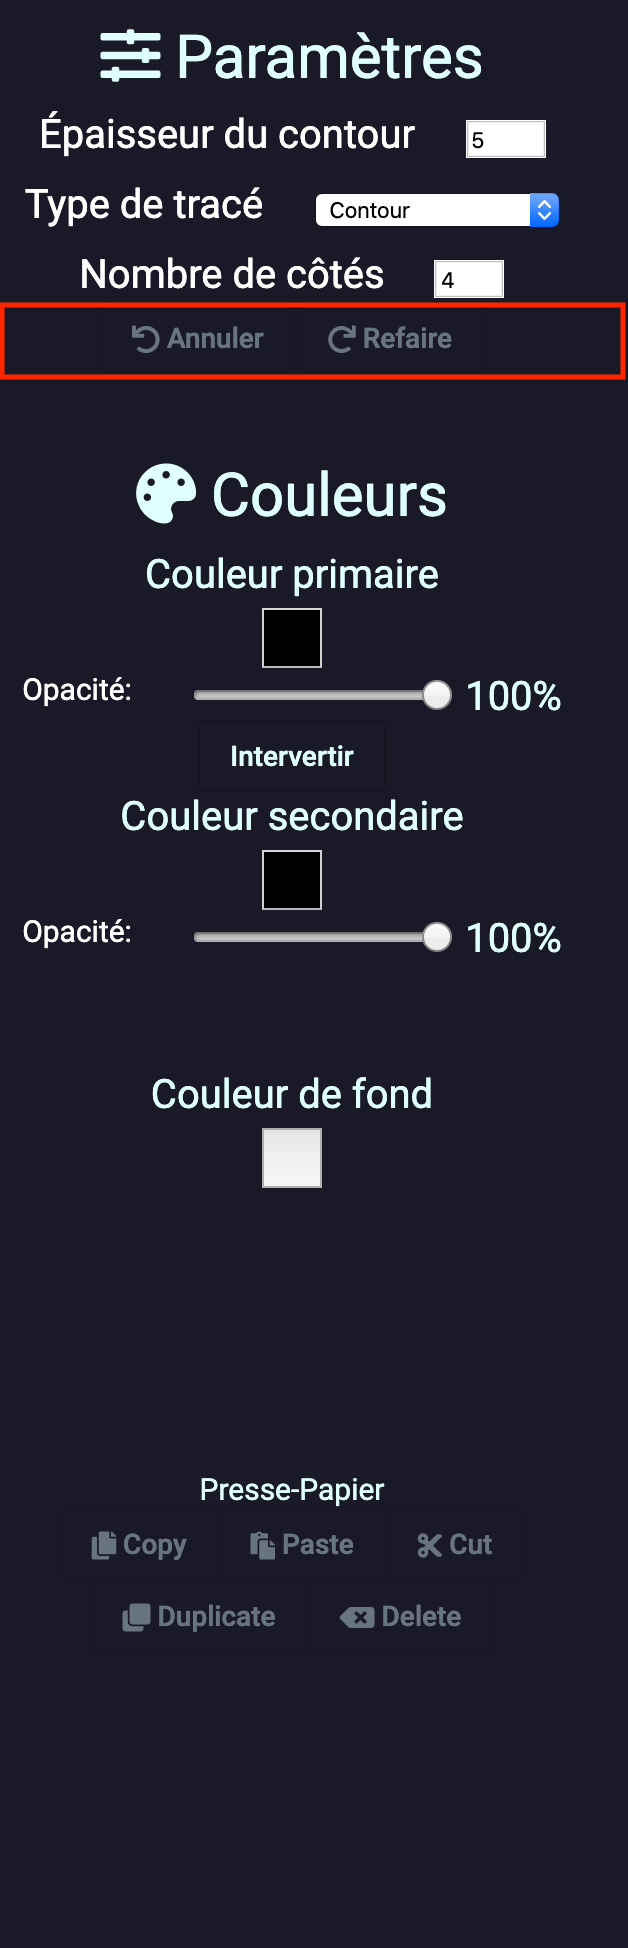 Paramètres
Épaisseur du contour 5
Type de tracé Contour
Nombre de côtés 4
Annuler Refaire
Couleurs
Couleur primaire
Opacité: 100%
Intervertir
Couleur secondaire
Opacité: 100%
Couleur de fond
Presse-Papier
Copy Paste Cut
Duplicate Delete